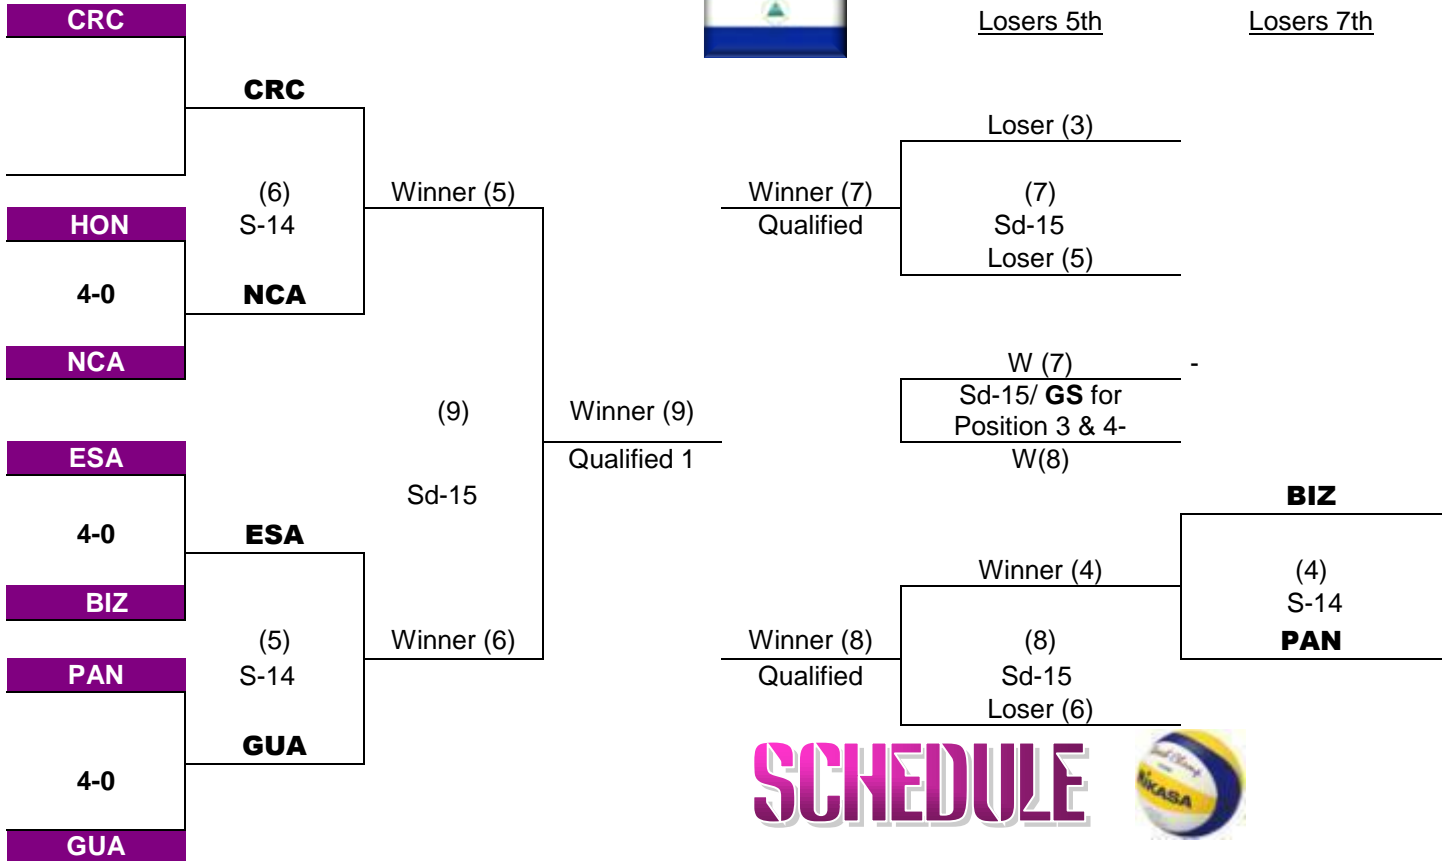 CRC
Losers 5th
Losers 7th
CRC
Loser (3)
(6)
Winner (5)
Winner (7)
(7)
HON
S-14
Qualified
Sd-15
Loser (5)
4-0
NCA
NCA
W (7)
-
Sd-15/ GS for
(9)
Winner (9)
Position 3 & 4-
ESA
Qualified 1
W(8)
Sd-15
BIZ
4-0
ESA
Winner (4)
(4)
BIZ
S-14
(5)
Winner (6)
Winner (8)
(8)
PAN
PAN
S-14
Qualified
Sd-15
Loser (6)
GUA
SCHEDULE
4-0
MIKASA
GUA